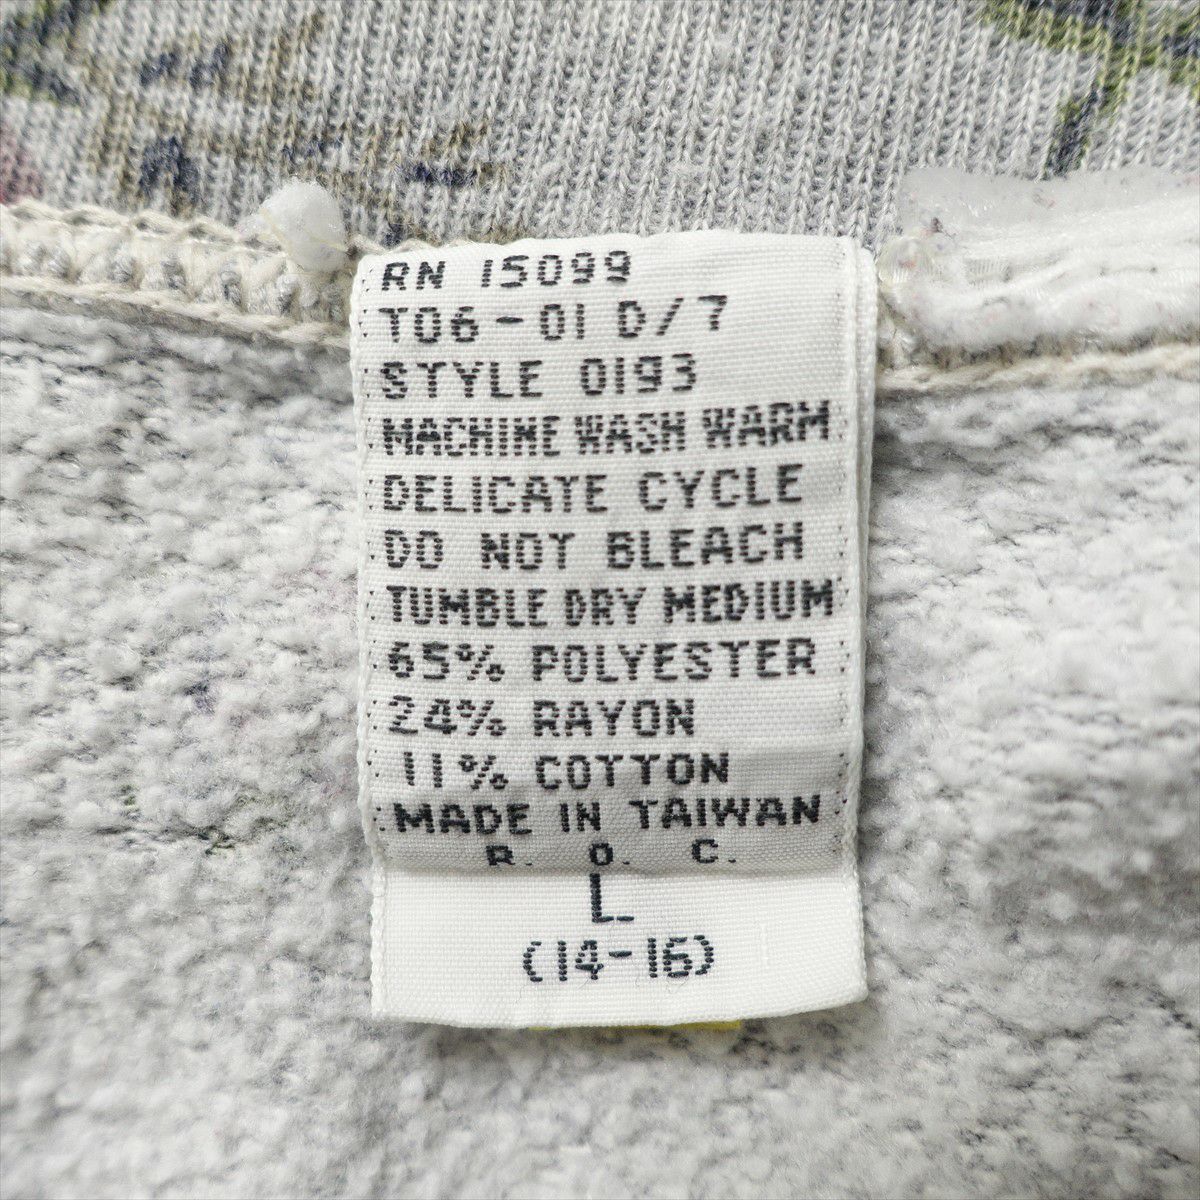 RN 15099
T06-01 D/7
STYLE 0193
MACHINE WASH WARM
DELICATE CYCLE
DO NOT BLEACH
TUMBLE DRY MEDIUM
65% POLYESTER
24% RAYON
11% COTTON
MADE IN TAIWAN
R. O. C.
L
(14-16)